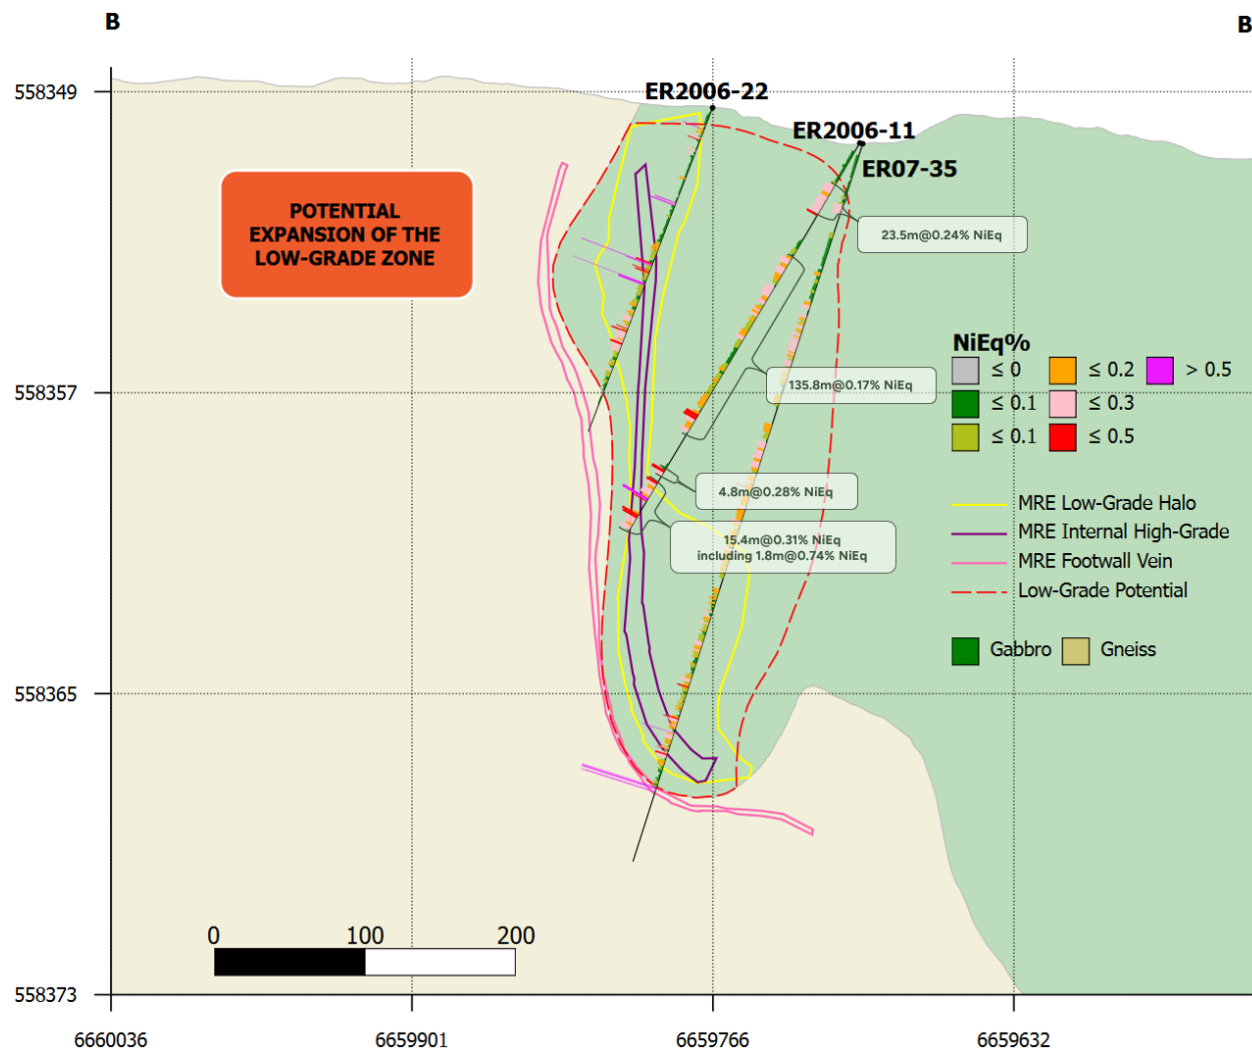 B
B
558349
558357
558365
558373
6660036
6659901
6659766
6659632
ER2006-22
ER2006-11
ER07-35
POTENTIAL
EXPANSION OF THE
LOW-GRADE ZONE
23.5m@0.24% NiEq
135.8m@0.17% NiEq
4.8m@0.28% NiEq
15.4m@0.31% NiEq
including 1.8m@0.74% NiEq
NiEq%
≤ 0 ≤ 0.2 > 0.5
≤ 0.1 ≤ 0.3
≤ 0.1 ≤ 0.5
MRE Low-Grade Halo
MRE Internal High-Grade
MRE Footwall Vein
Low-Grade Potential
Gabbro Gneiss
0 100 200